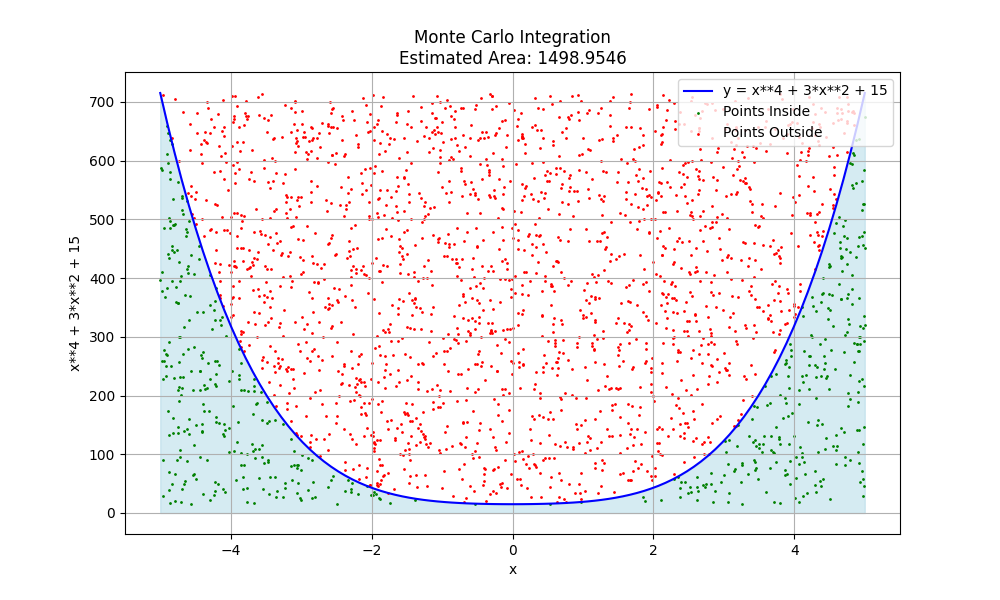 Monte Carlo Integration
Estimated Area: 1498.9546
y = x**4 + 3*x**2 + 15
Points Inside
Points Outside
700
600
500
400
300
200
100
0
x**4 + 3*x**2 + 15
−4
−2
0
2
4
x